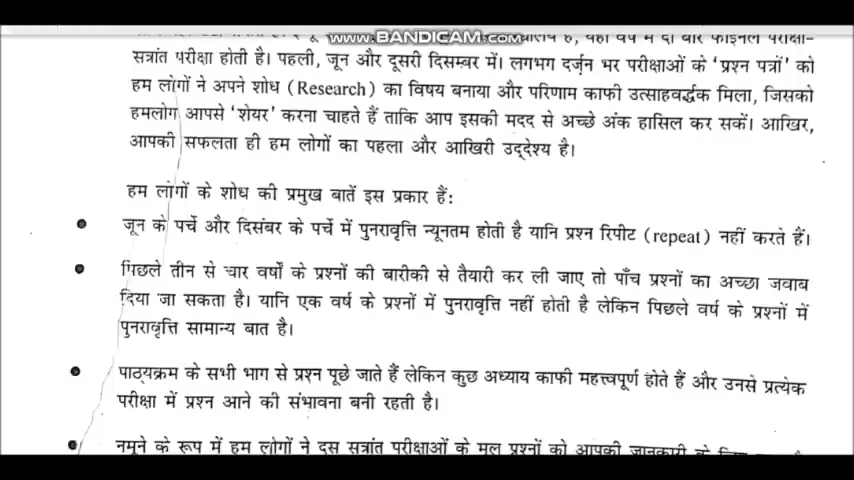 www.BANDICAM.com
है, यहाँ वर्ष में दो बार फाइनल परीक्षा–
सत्रांत परीक्षा होती है। पहली, जून और दूसरी दिसम्बर में। लगभग दर्ज़न भर परीक्षाओं के ‘प्रश्न पत्रों’ को
हम लोगों ने अपने शोध (Research) का विषय बनाया और परिणाम काफी उत्साहवर्द्धक मिला, जिसको
हमलोग आपसे ‘शेयर’ करना चाहते हैं ताकि आप इसकी मदद से अच्छे अंक हासिल कर सकें। आखिर,
आपकी सफलता ही हम लोगों का पहला और आखिरी उद्देश्य है।
हम लोगों के शोध की प्रमुख बातें इस प्रकार हैं:
● जून के पर्चे और दिसंबर के पर्चे में पुनरावृत्ति न्यूनतम होती है यानि प्रश्न रिपीट (repeat) नहीं करते हैं।
● पिछले तीन से चार वर्षों के प्रश्नों की बारीकी से तैयारी कर ली जाए तो पाँच प्रश्नों का अच्छा जवाब
दिया जा सकता है। यानि एक वर्ष के प्रश्नों में पुनरावृत्ति नहीं होती है लेकिन पिछले वर्ष के प्रश्नों में
पुनरावृत्ति सामान्य बात है।
● पाठ्यक्रम के सभी भाग से प्रश्न पूछे जाते हैं लेकिन कुछ अध्याय काफी महत्त्वपूर्ण होते हैं और उनसे प्रत्येक
परीक्षा में प्रश्न आने की संभावना बनी रहती है।
● नमूने के रूप में हम लोगों ने दस सत्रांत परीक्षाओं के मूल प्रश्नों को आपकी जानकारी के लिए